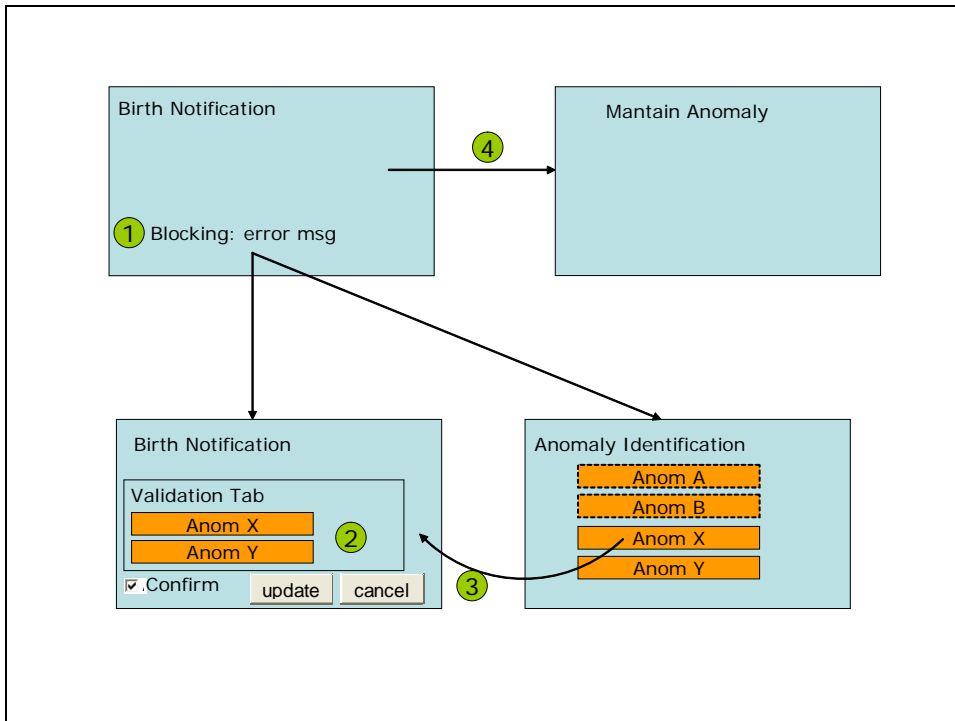 Birth Notification
Mantain Anomaly
4
1 Blocking: error msg
Birth Notification
Validation Tab
Anom X
Anom Y
2
Confirm
update
cancel
3
Anomaly Identification
Anom A
Anom B
Anom X
Anom Y